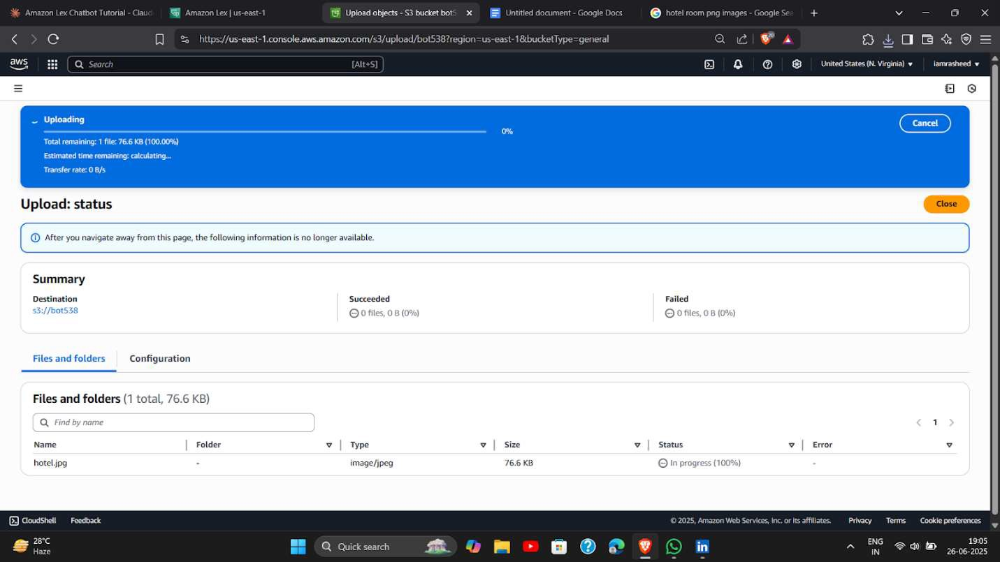 Amazon Lex Chatbot Tutorial - Claud
Amazon Lex | us-east-1
Upload objects - S3 bucket bot5
Untitled document - Google Docs
hotel room png images - Google Sea
https://us-east-1.console.aws.amazon.com/s3/upload/bot538?region=us-east-1&bucketType=general
20
aws
Search
[Alt+S]
United States (N. Virginia)
iamrasheed
Uploading
0%
Cancel
Total remaining: 1 file: 76.6 KB (100.00%)
Estimated time remaining: calculating...
Transfer rate: 0 B/s
Upload: status
Close
After you navigate away from this page, the following information is no longer available.
Summary
Destination
s3://bot538
Succeeded
0 files, 0 B (0%)
Failed
0 files, 0 B (0%)
Files and folders
Configuration
Files and folders (1 total, 76.6 KB)
Find by name
1
Name Folder Type Size Status Error
hotel.jpg - image/jpeg 76.6 KB In progress (100%) -
CloudShell
Feedback
© 2025, Amazon Web Services, Inc. or its affiliates.
Privacy
Terms
Cookie preferences
28°C
Haze
Quick search
ENG
IN
19:05
26-06-2025